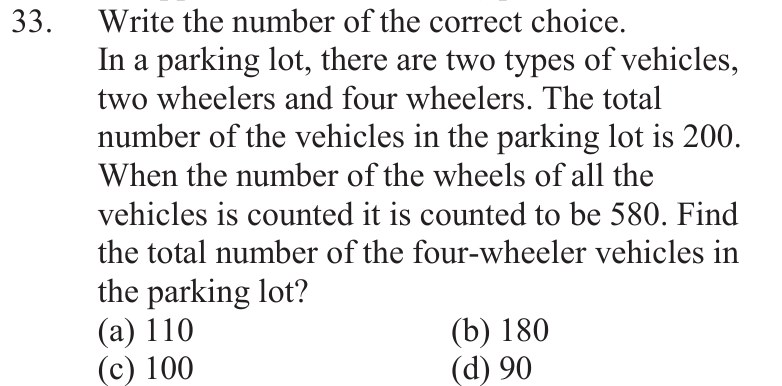 33. Write the number of the correct choice.
In a parking lot, there are two types of vehicles,
two wheelers and four wheelers. The total
number of the vehicles in the parking lot is 200.
When the number of the wheels of all the
vehicles is counted it is counted to be 580. Find
the total number of the four-wheeler vehicles in
the parking lot?
(a) 110 (b) 180
(c) 100 (d) 90